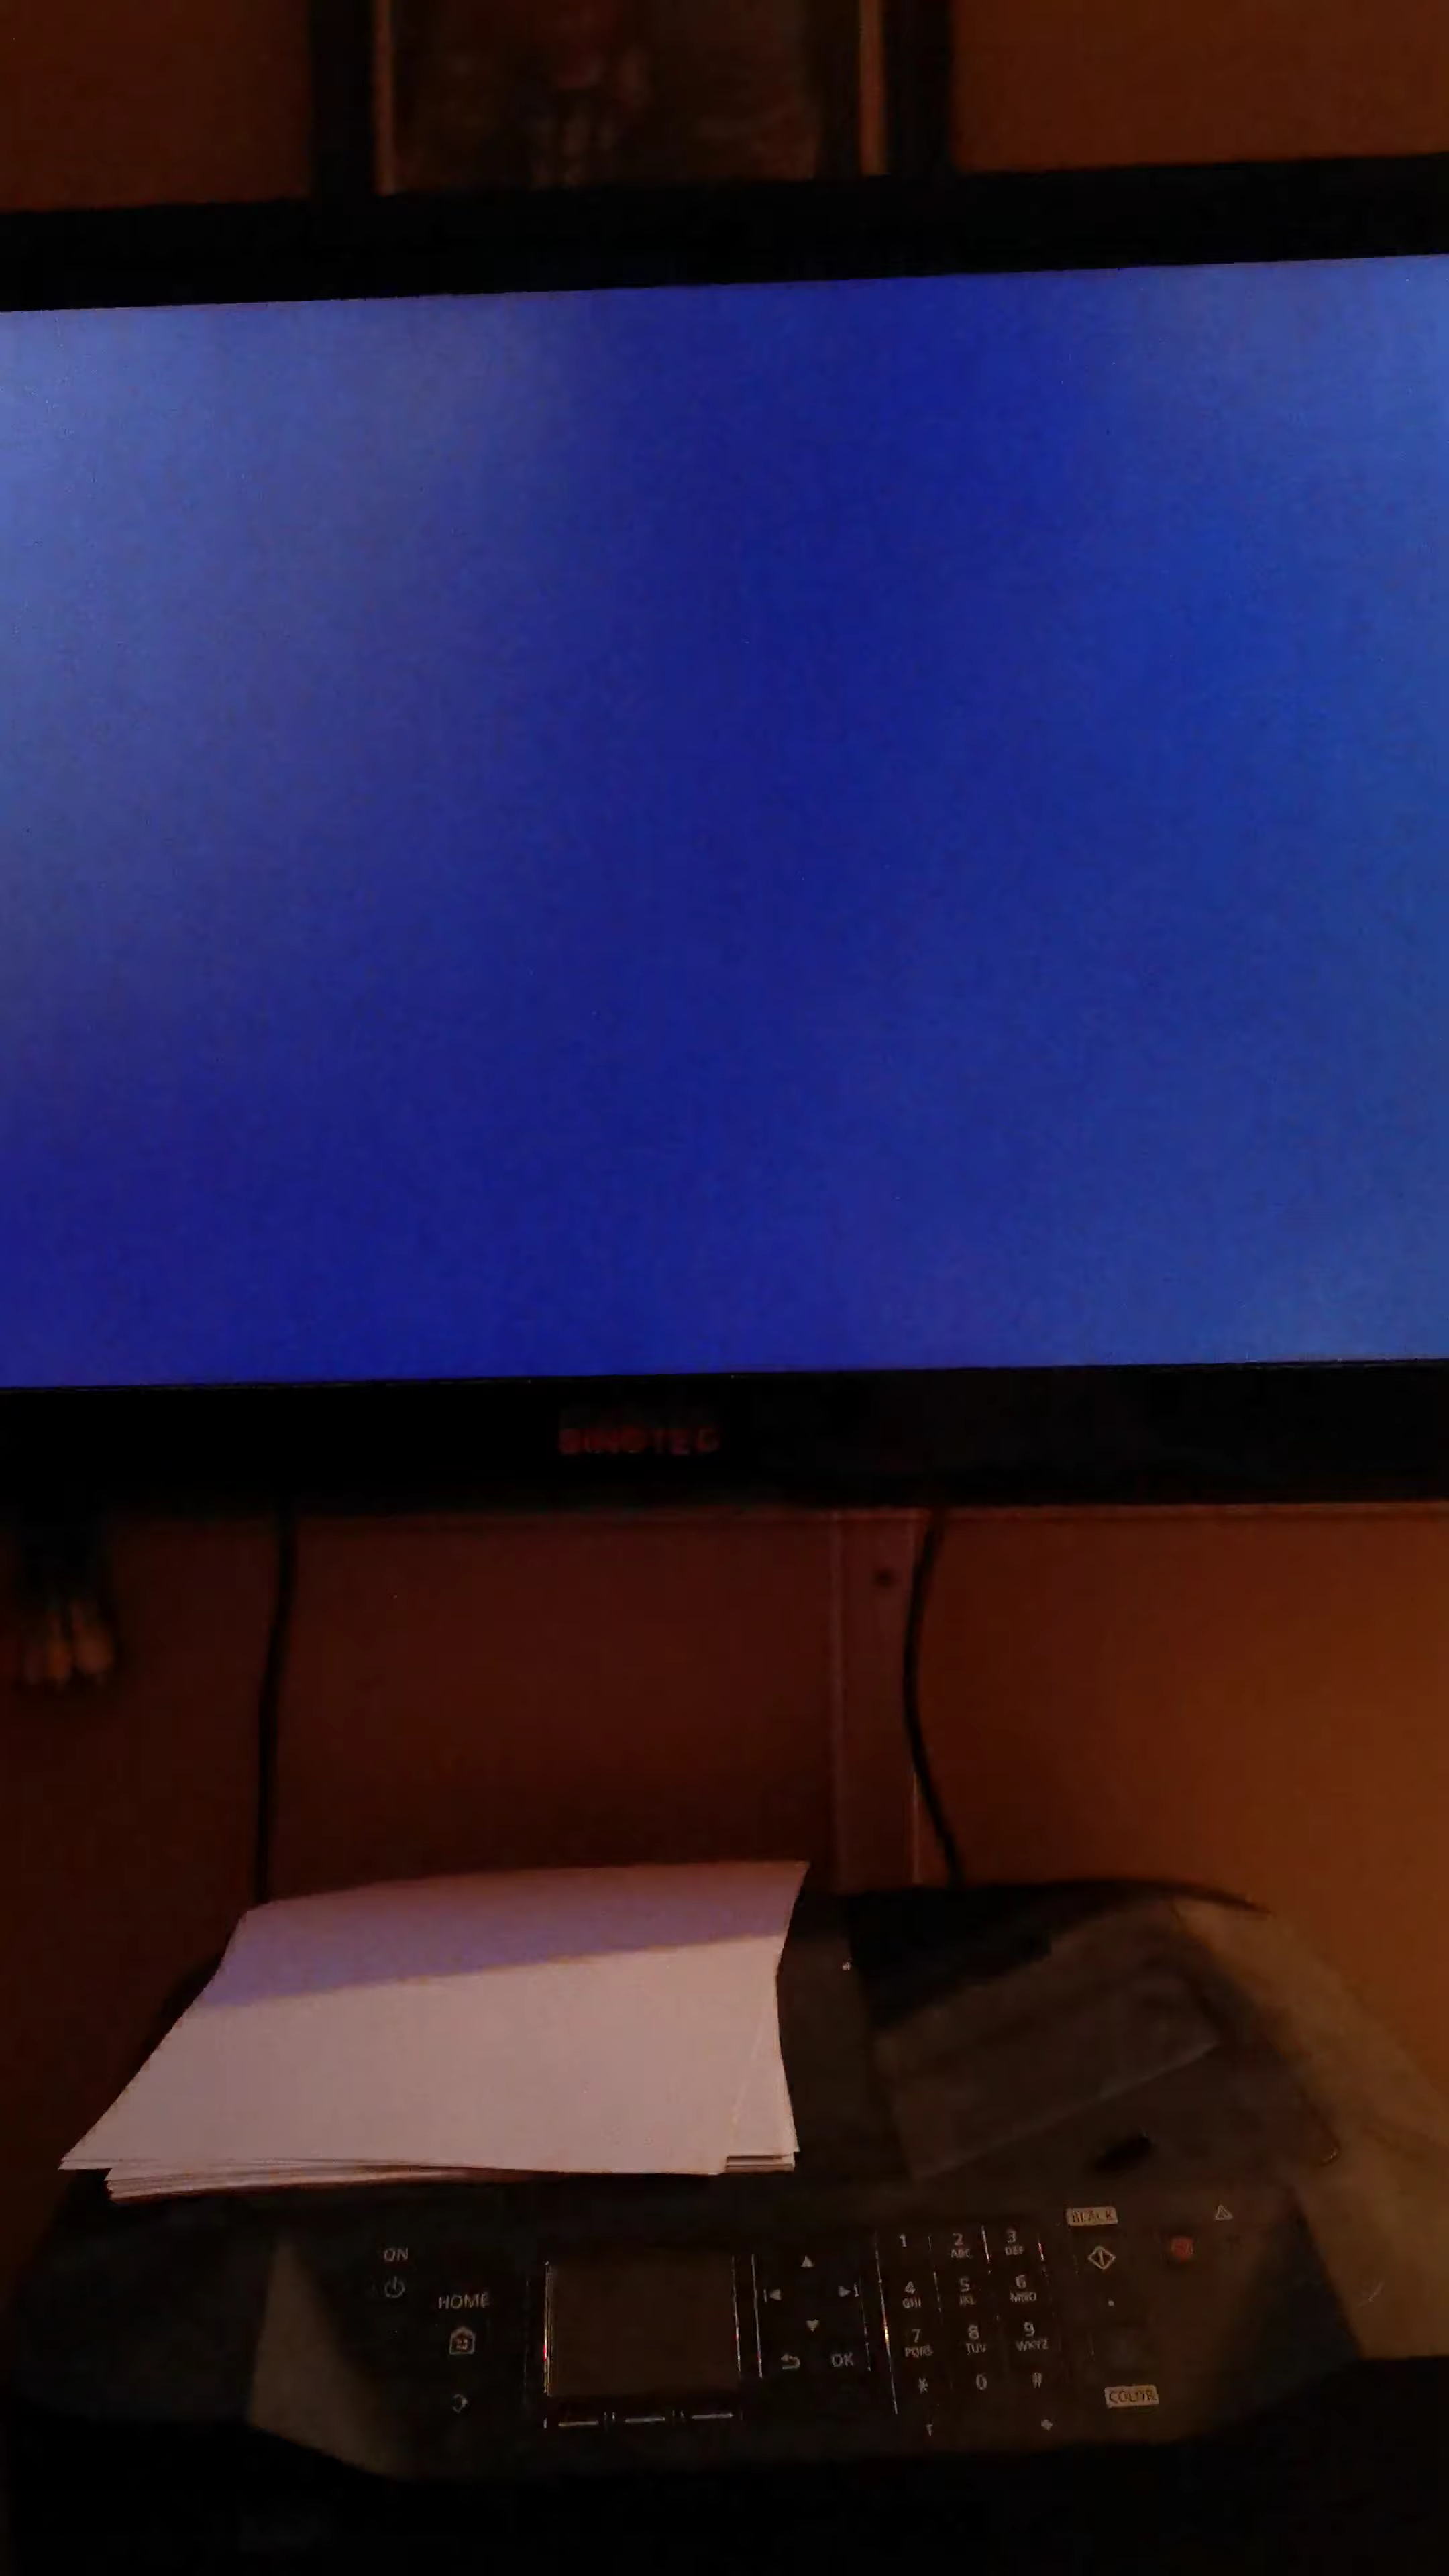 SINOTEC
ON
HOME
OK
1
2 ABC
3 DEF
4 GHI
5 JKL
6 MNO
7 PQRS
8 TUV
9 WXYZ
*
0
#
T
BLACK
COLOR